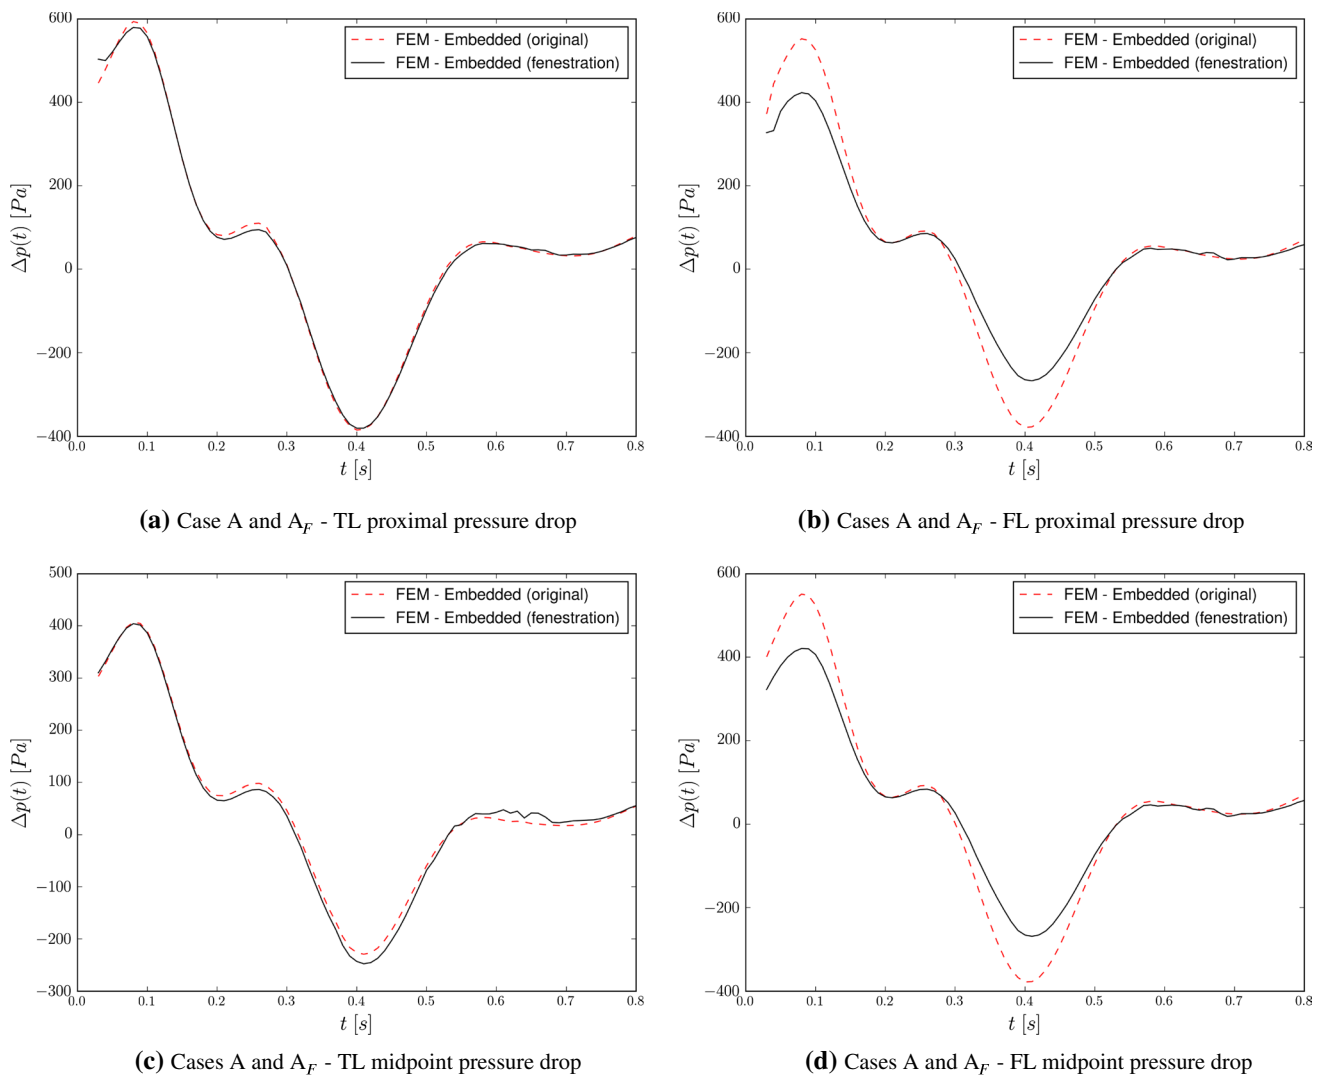 600
400
200
0
−200
−400
0.0 0.1 0.2 0.3 0.4 0.5 0.6 0.7 0.8
Δp(t) [Pa]
t [s]
FEM - Embedded (original)
FEM - Embedded (fenestration)
(a) Case A and A_F - TL proximal pressure drop
600
400
200
0
−200
−400
0.0 0.1 0.2 0.3 0.4 0.5 0.6 0.7 0.8
Δp(t) [Pa]
t [s]
FEM - Embedded (original)
FEM - Embedded (fenestration)
(b) Cases A and A_F - FL proximal pressure drop
500
400
300
200
100
0
−100
−200
−300
0.0 0.1 0.2 0.3 0.4 0.5 0.6 0.7 0.8
Δp(t) [Pa]
t [s]
FEM - Embedded (original)
FEM - Embedded (fenestration)
(c) Cases A and A_F - TL midpoint pressure drop
600
400
200
0
−200
−400
0.0 0.1 0.2 0.3 0.4 0.5 0.6 0.7 0.8
Δp(t) [Pa]
t [s]
FEM - Embedded (original)
FEM - Embedded (fenestration)
(d) Cases A and A_F - FL midpoint pressure drop